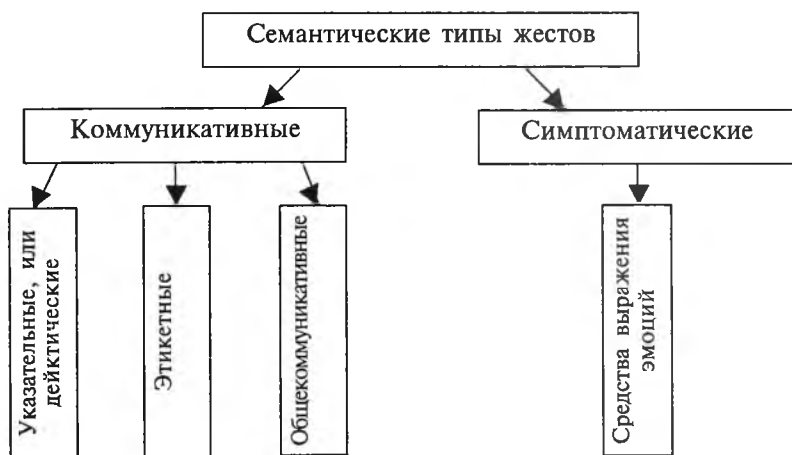 Семантические типы жестов
Коммуникативные
Симптоматические
Указательные, или
дейктические
Этикетные
Общекоммуникативные
Средства выражения
эмоций